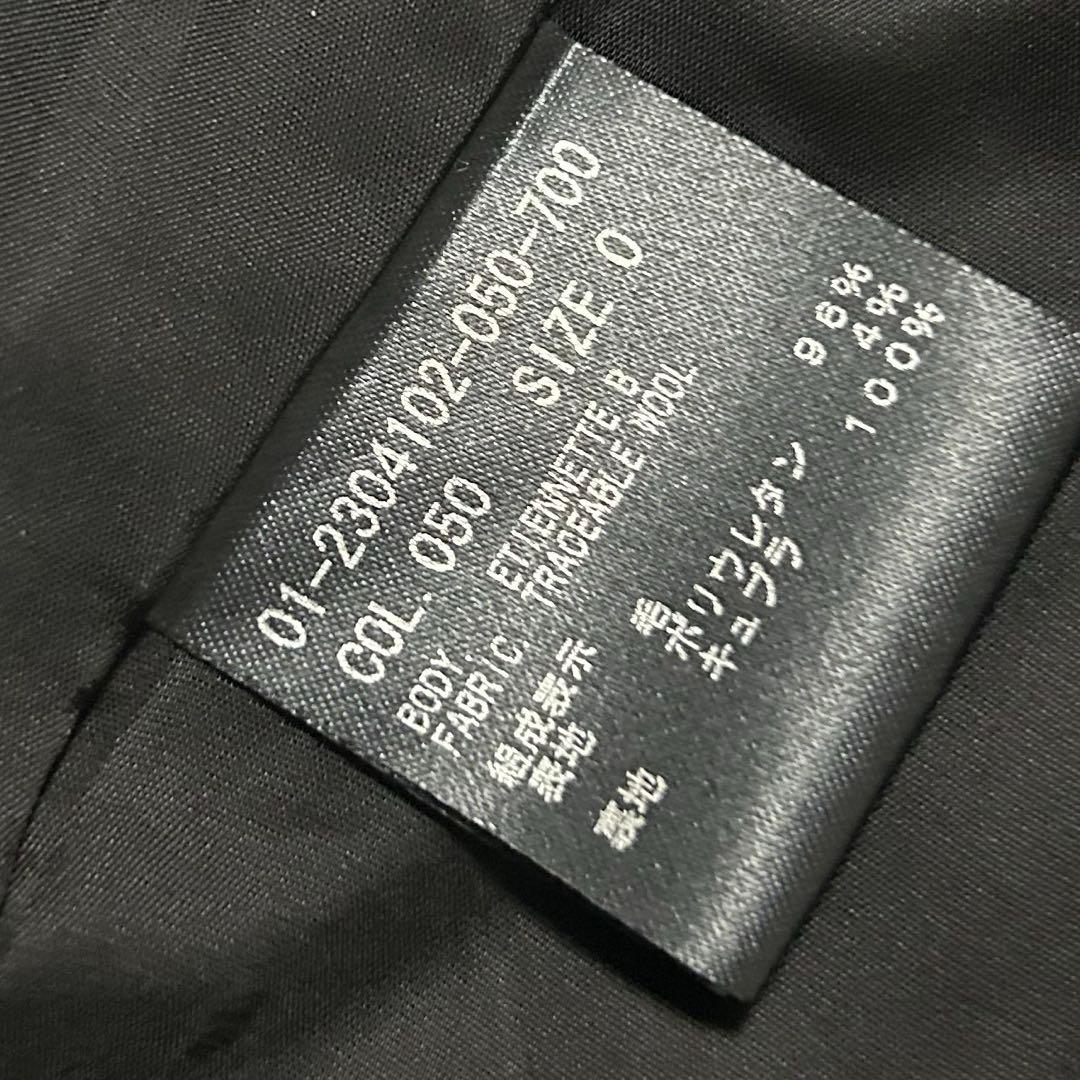 01-2304102-050-700
COL. 050 SIZE 0
BODY. ETIENNETTE B
FABRIC. TRADEABLE WOOL
組成表示
表地 毛 96%
ポリウレタン 4%
裏地 キュプラ 100%